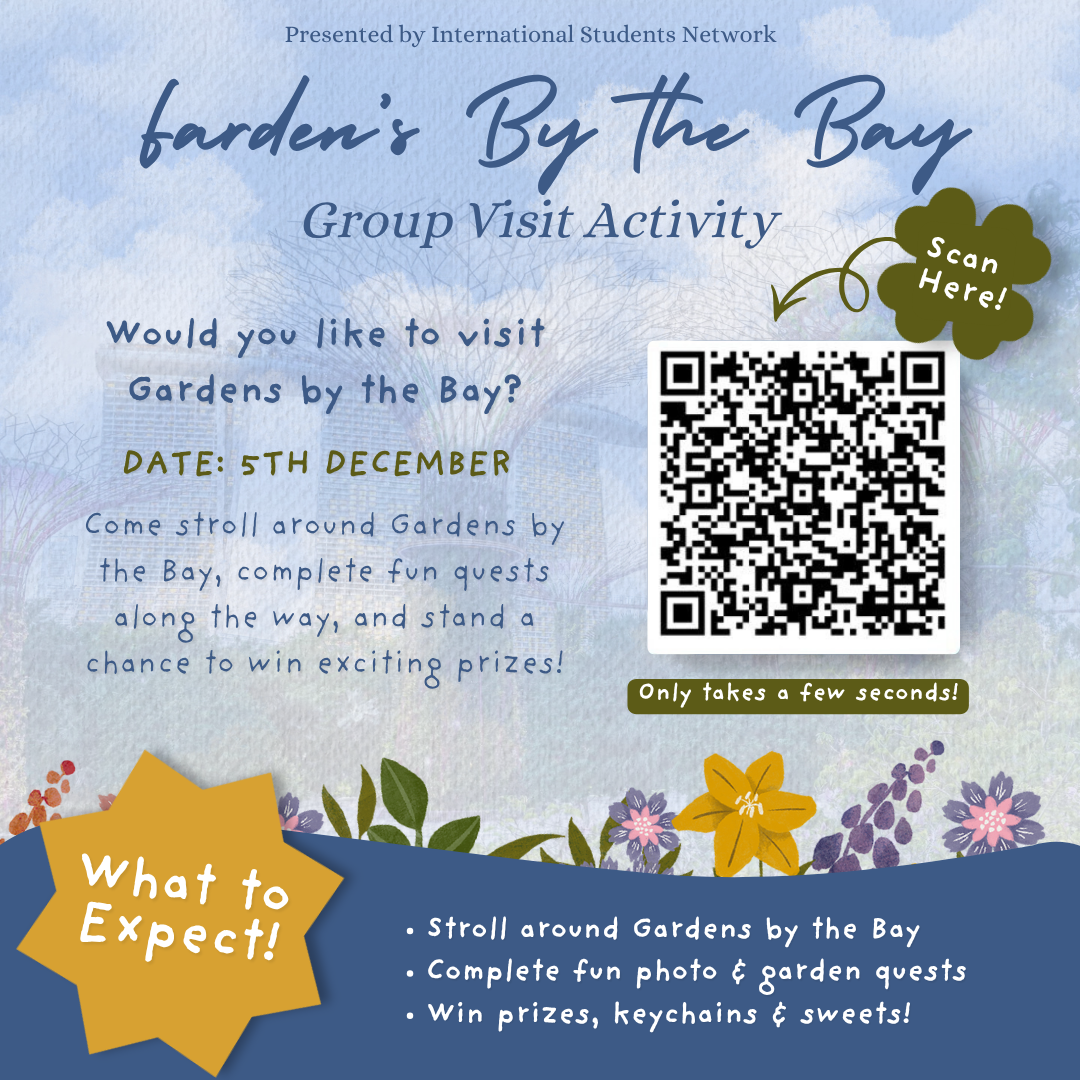 Presented by International Students Network
Garden's By the Bay
Group Visit Activity
Scan
Here!
Would you like to visit
Gardens by the Bay?
DATE: 5TH DECEMBER
Come stroll around Gardens by
the Bay, complete fun quests
along the way, and stand a
chance to win exciting prizes!
Only takes a few seconds!
What to
Expect!
• Stroll around Gardens by the Bay
• Complete fun photo & garden quests
• Win prizes, keychains & sweets!